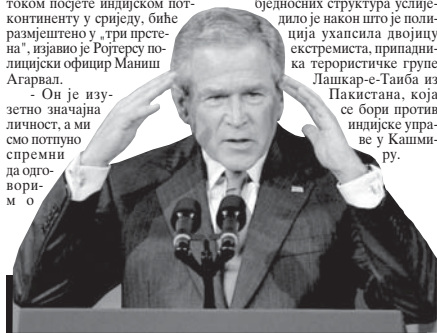 током посјете индијском пот-
континенту у сриједу, биће
размјештено у „три прсте-
на", изјавио је Ројтерсу по-
лицијски официр Маниш
Агарвал.
- Он је изу-
зетно значајна
личност, а ми
смо потпуно
спремни
да одго-
вори-
м о
бједносних структура услије-
дило је након што је поли-
ција ухапсила двојицу
екстремиста, припадни-
ка терористичке групе
Лашкар-е-Таиба из
Пакистана, која
се бори против
индијске упра-
ве у Кашми-
ру.